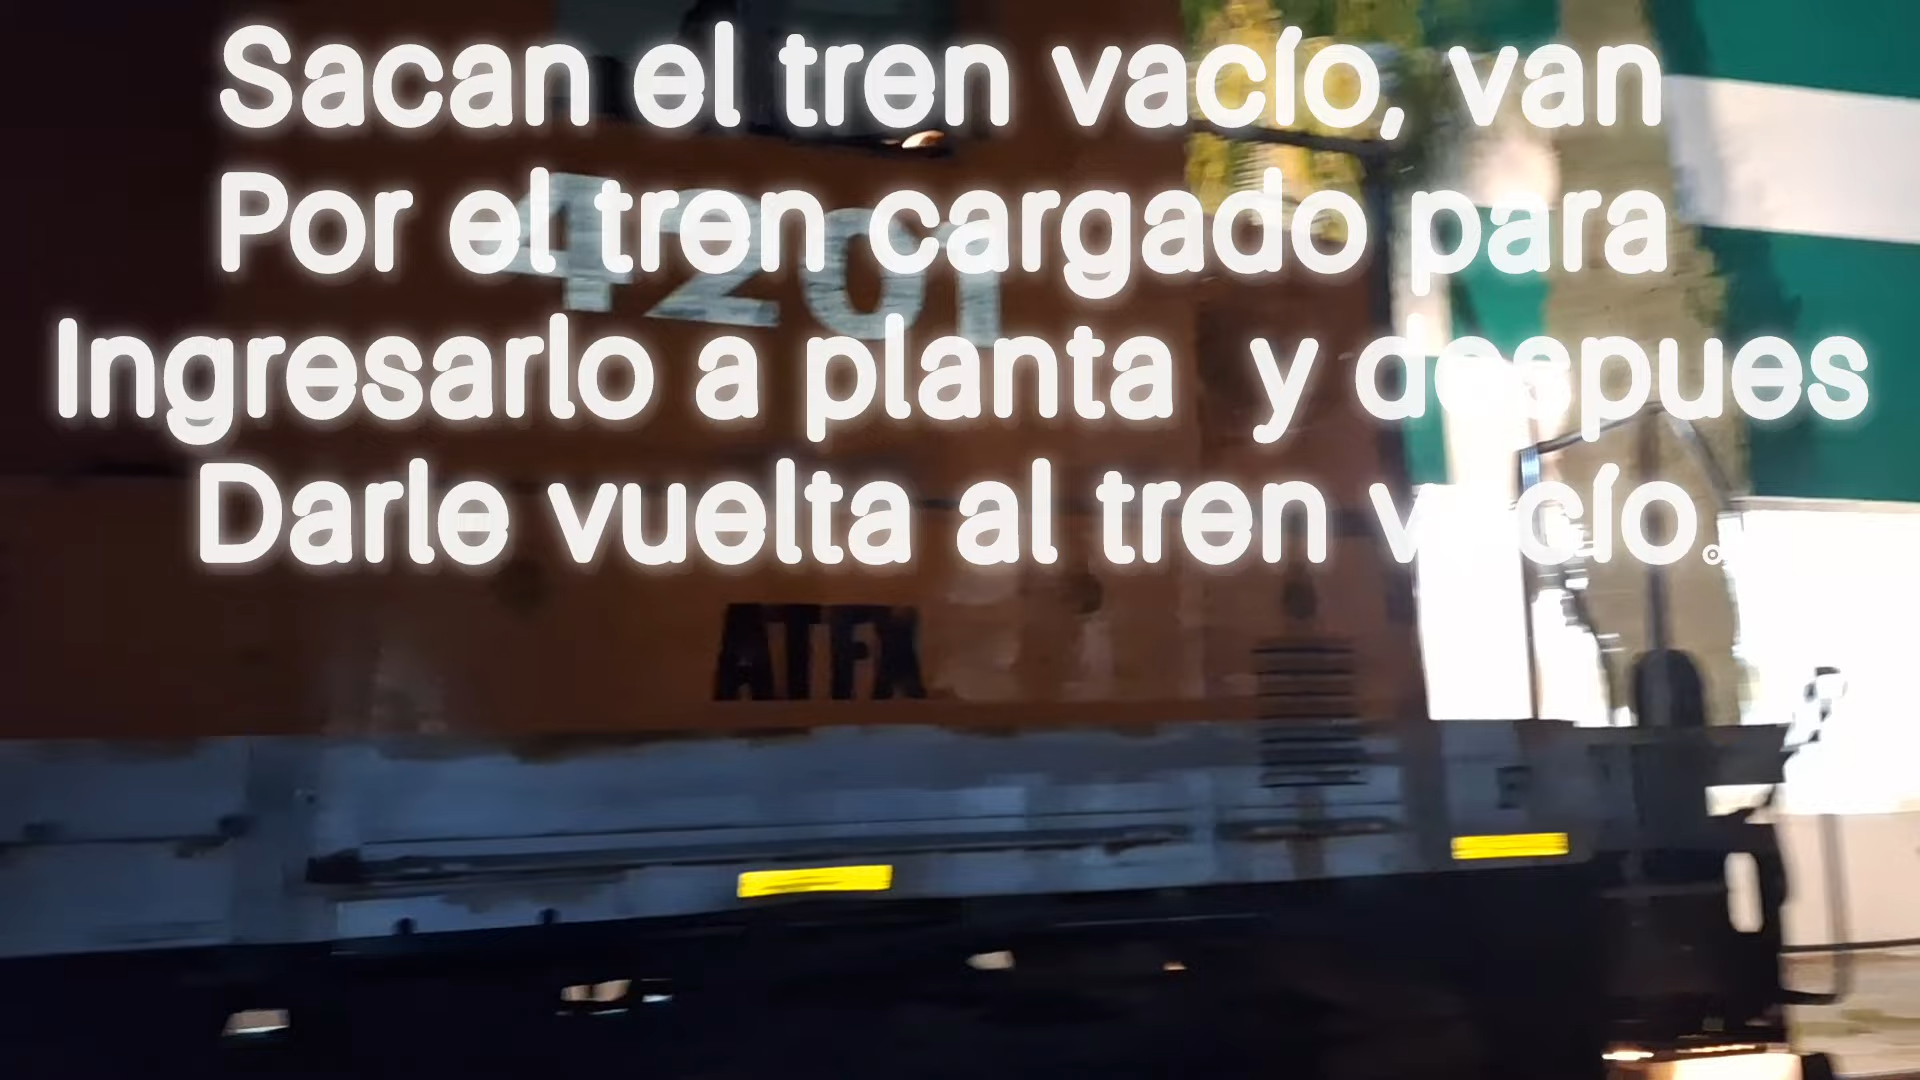 Sacan el tren vacío, van
Por el tren cargado para
Ingresarlo a planta  y despues
Darle vuelta al tren vacío.
4201
ATFX